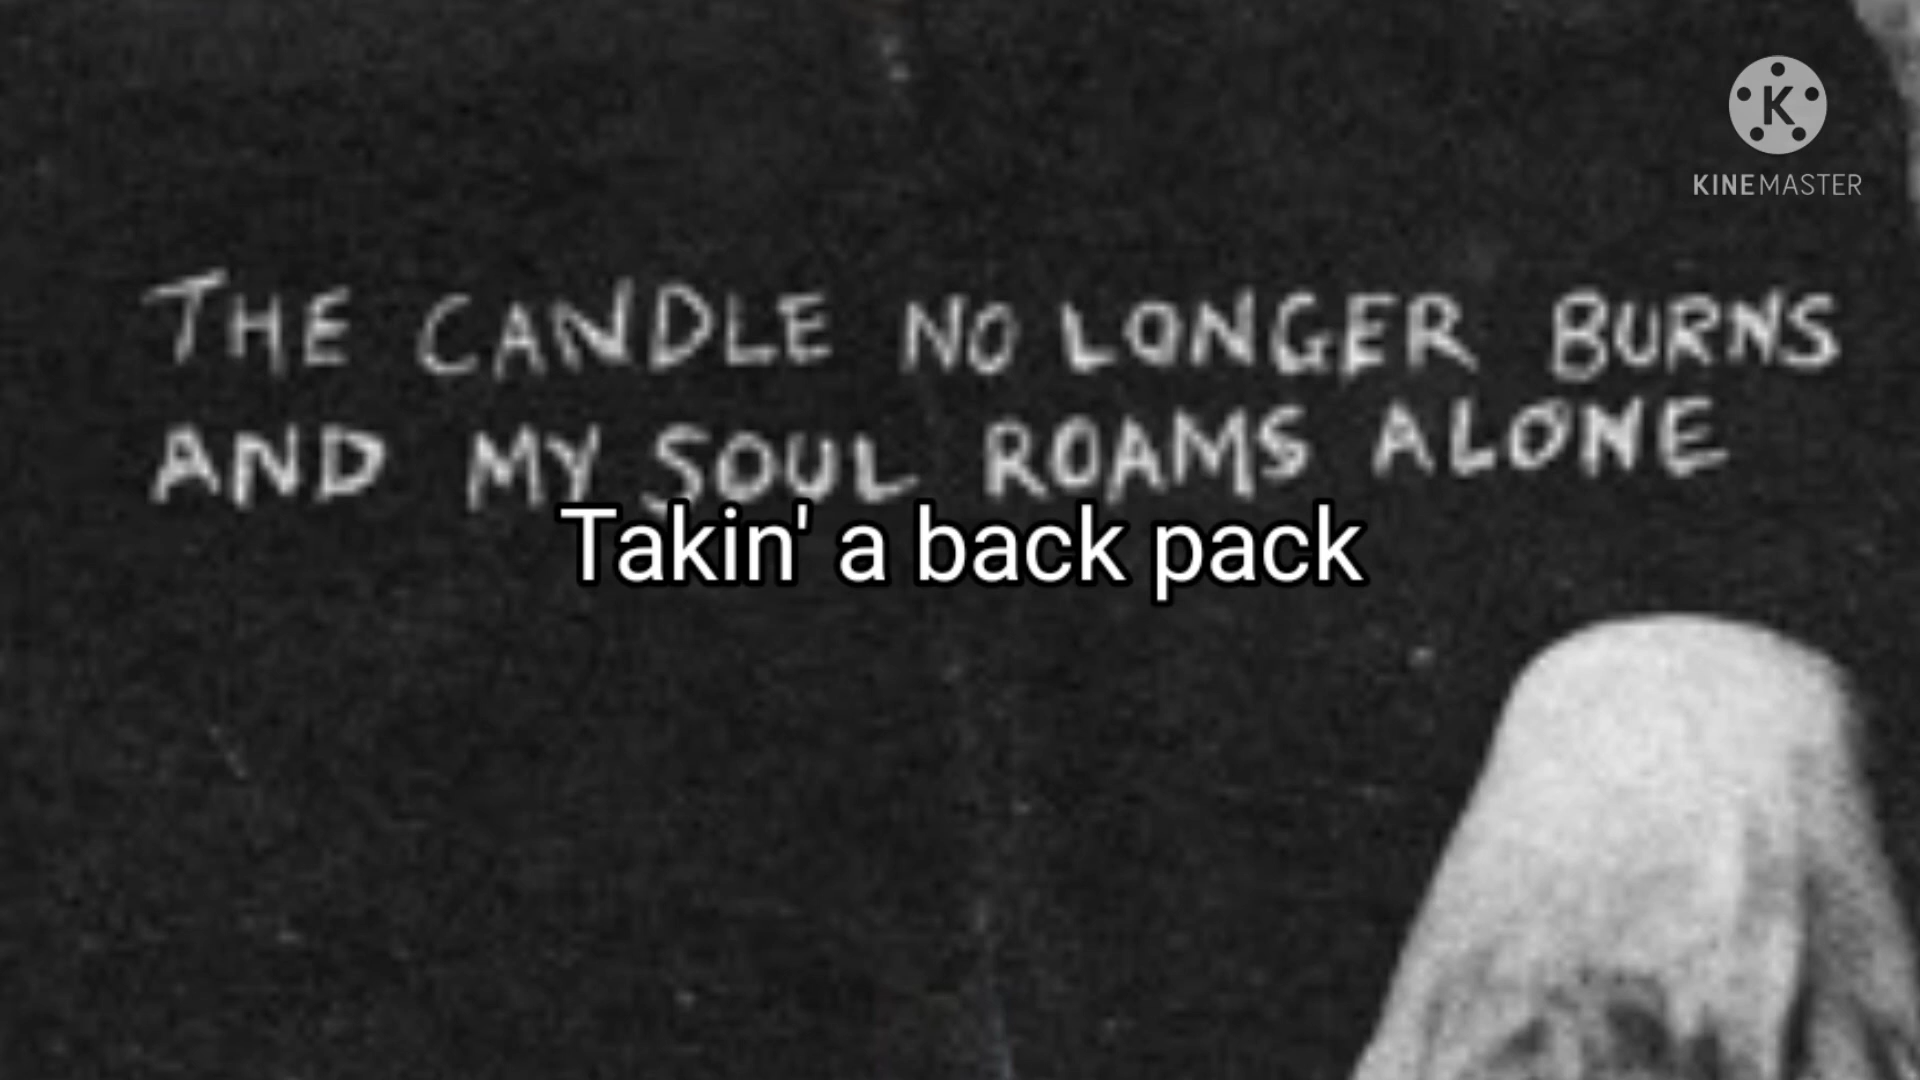 K
KINEMASTER
THE CANDLE NO LONGER BURNS
AND MY SOUL ROAMS ALONE
Takin' a back pack